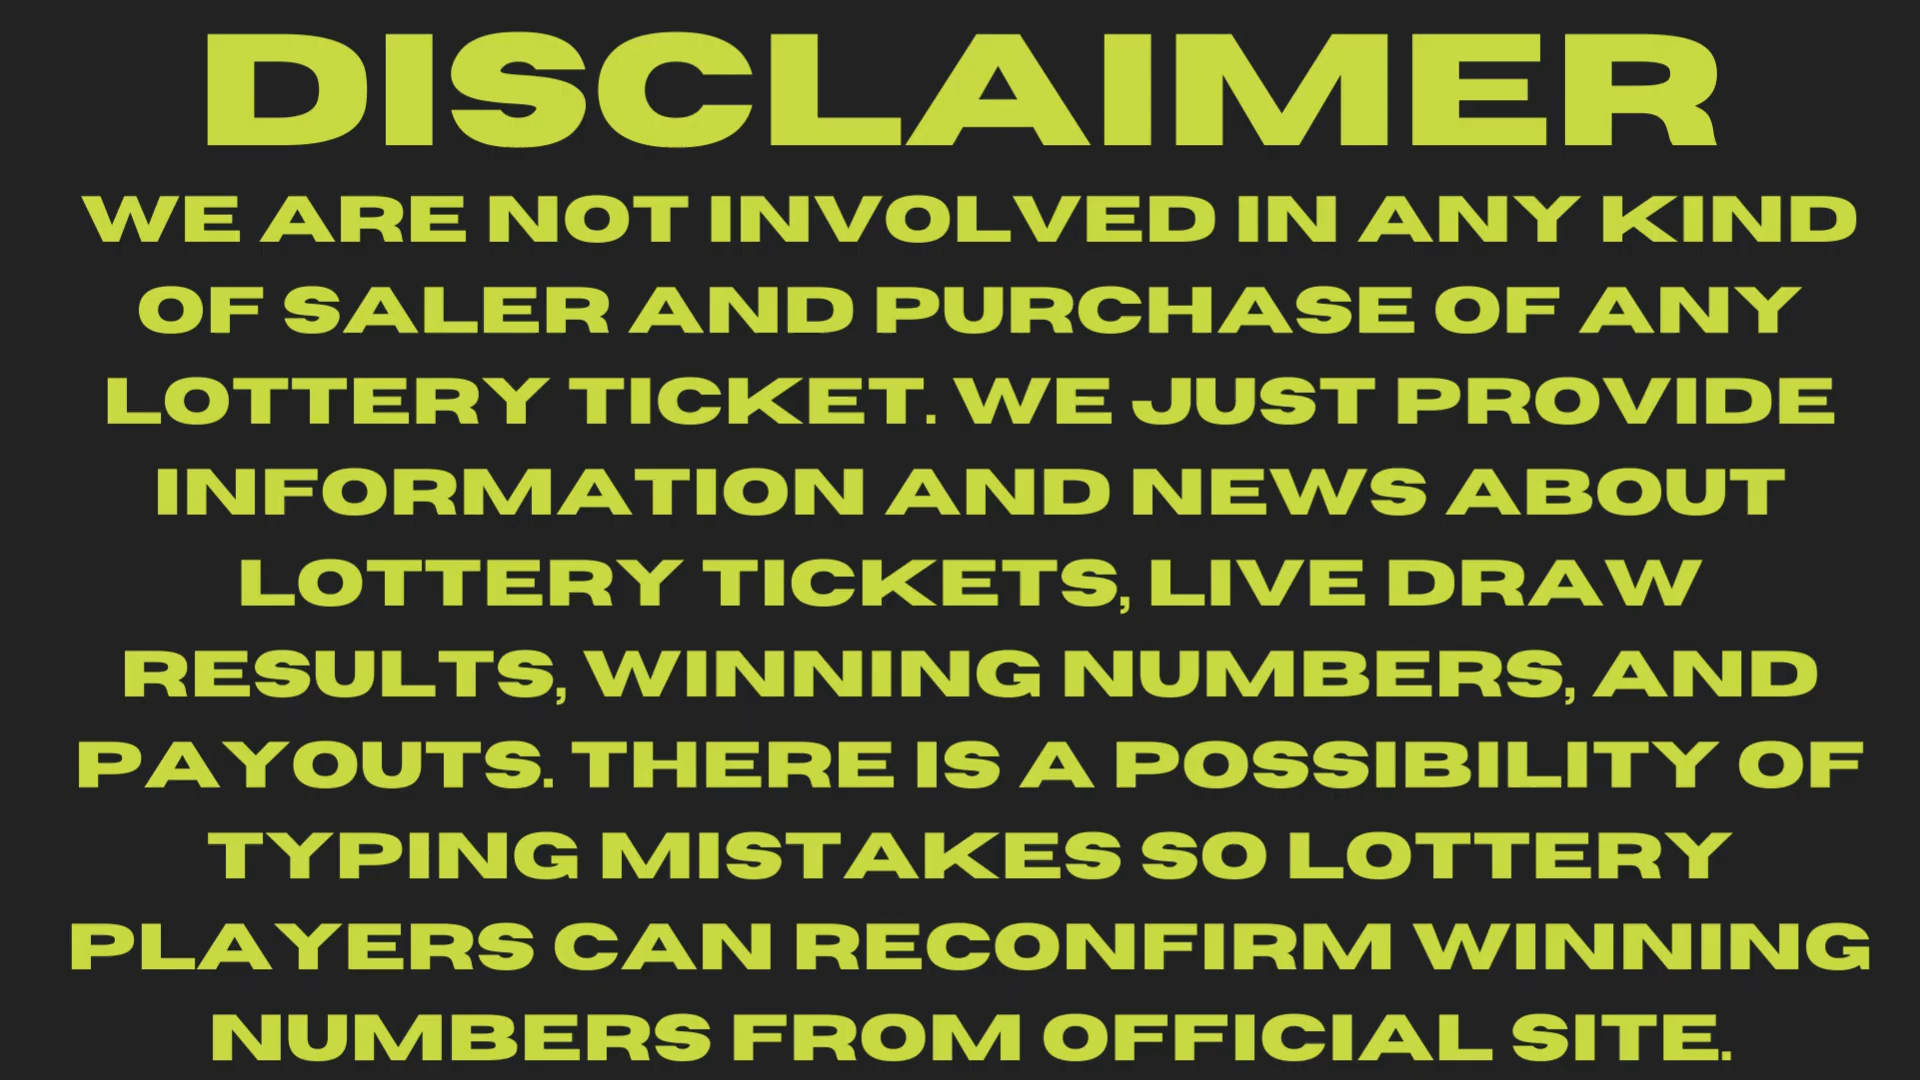 DISCLAIMER
WE ARE NOT INVOLVED IN ANY KIND
OF SALER AND PURCHASE OF ANY
LOTTERY TICKET. WE JUST PROVIDE
INFORMATION AND NEWS ABOUT
LOTTERY TICKETS, LIVE DRAW
RESULTS, WINNING NUMBERS, AND
PAYOUTS. THERE IS A POSSIBILITY OF
TYPING MISTAKES SO LOTTERY
PLAYERS CAN RECONFIRM WINNING
NUMBERS FROM OFFICIAL SITE.